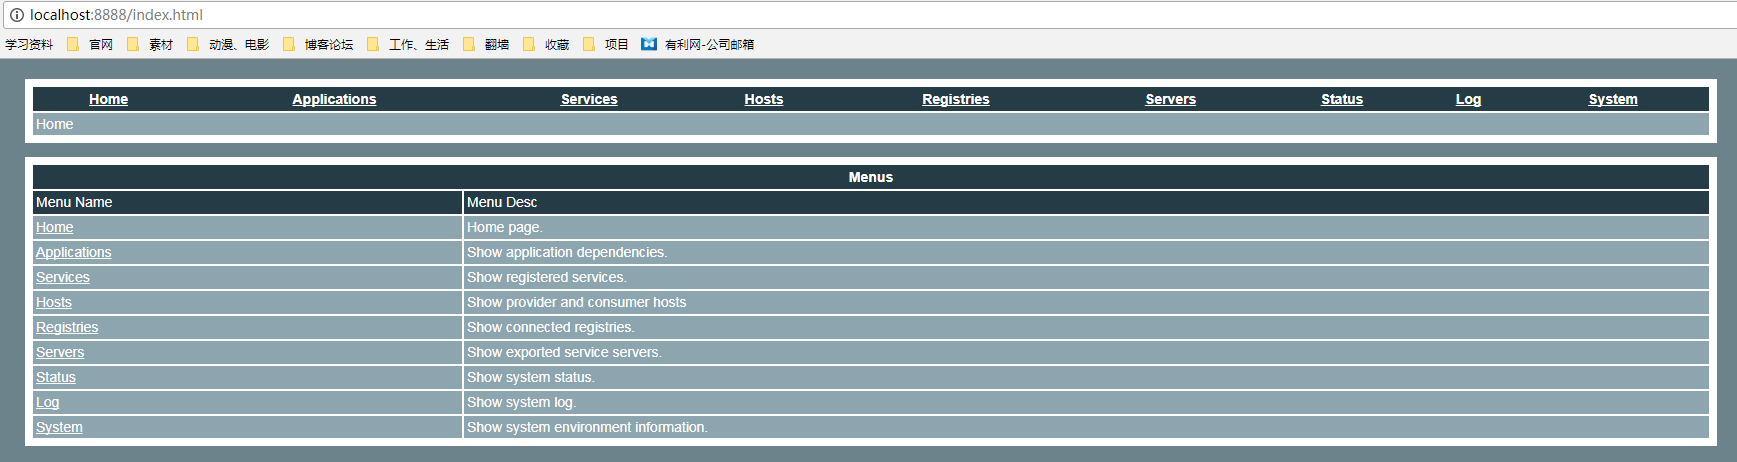 localhost:8888/index.html
学习资料 官网 素材 动漫、电影 博客论坛 工作、生活 翻墙 收藏 项目 有利网-公司邮箱
Home Applications Services Hosts Registries Servers Status Log System
Home
Menus
Menu Name Menu Desc
Home Home page.
Applications Show application dependencies.
Services Show registered services.
Hosts Show provider and consumer hosts
Registries Show connected registries.
Servers Show exported service servers.
Status Show system status.
Log Show system log.
System Show system environment information.